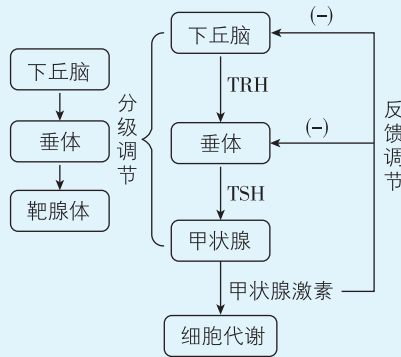 下丘脑
垂体
靶腺体
分级调节
下丘脑
TRH
垂体
TSH
甲状腺
甲状腺激素
细胞代谢
(－)
(－)
反馈调节